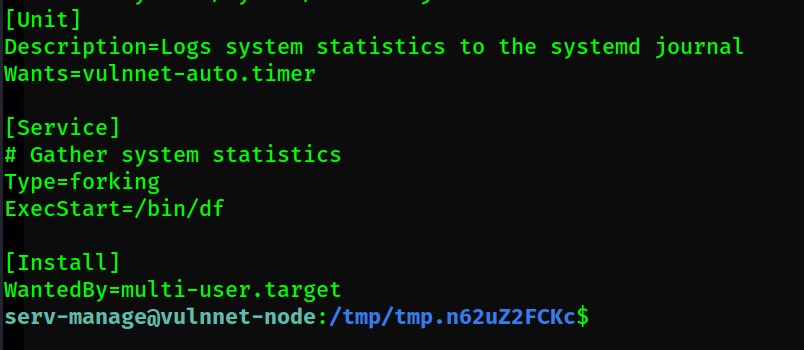 [Unit]
Description=Logs system statistics to the systemd journal
Wants=vulnnet-auto.timer
[Service]
# Gather system statistics
Type=forking
ExecStart=/bin/df
[Install]
WantedBy=multi-user.target
serv-manage@vulnnet-node:/tmp/tmp.n62uZ2FCKc$